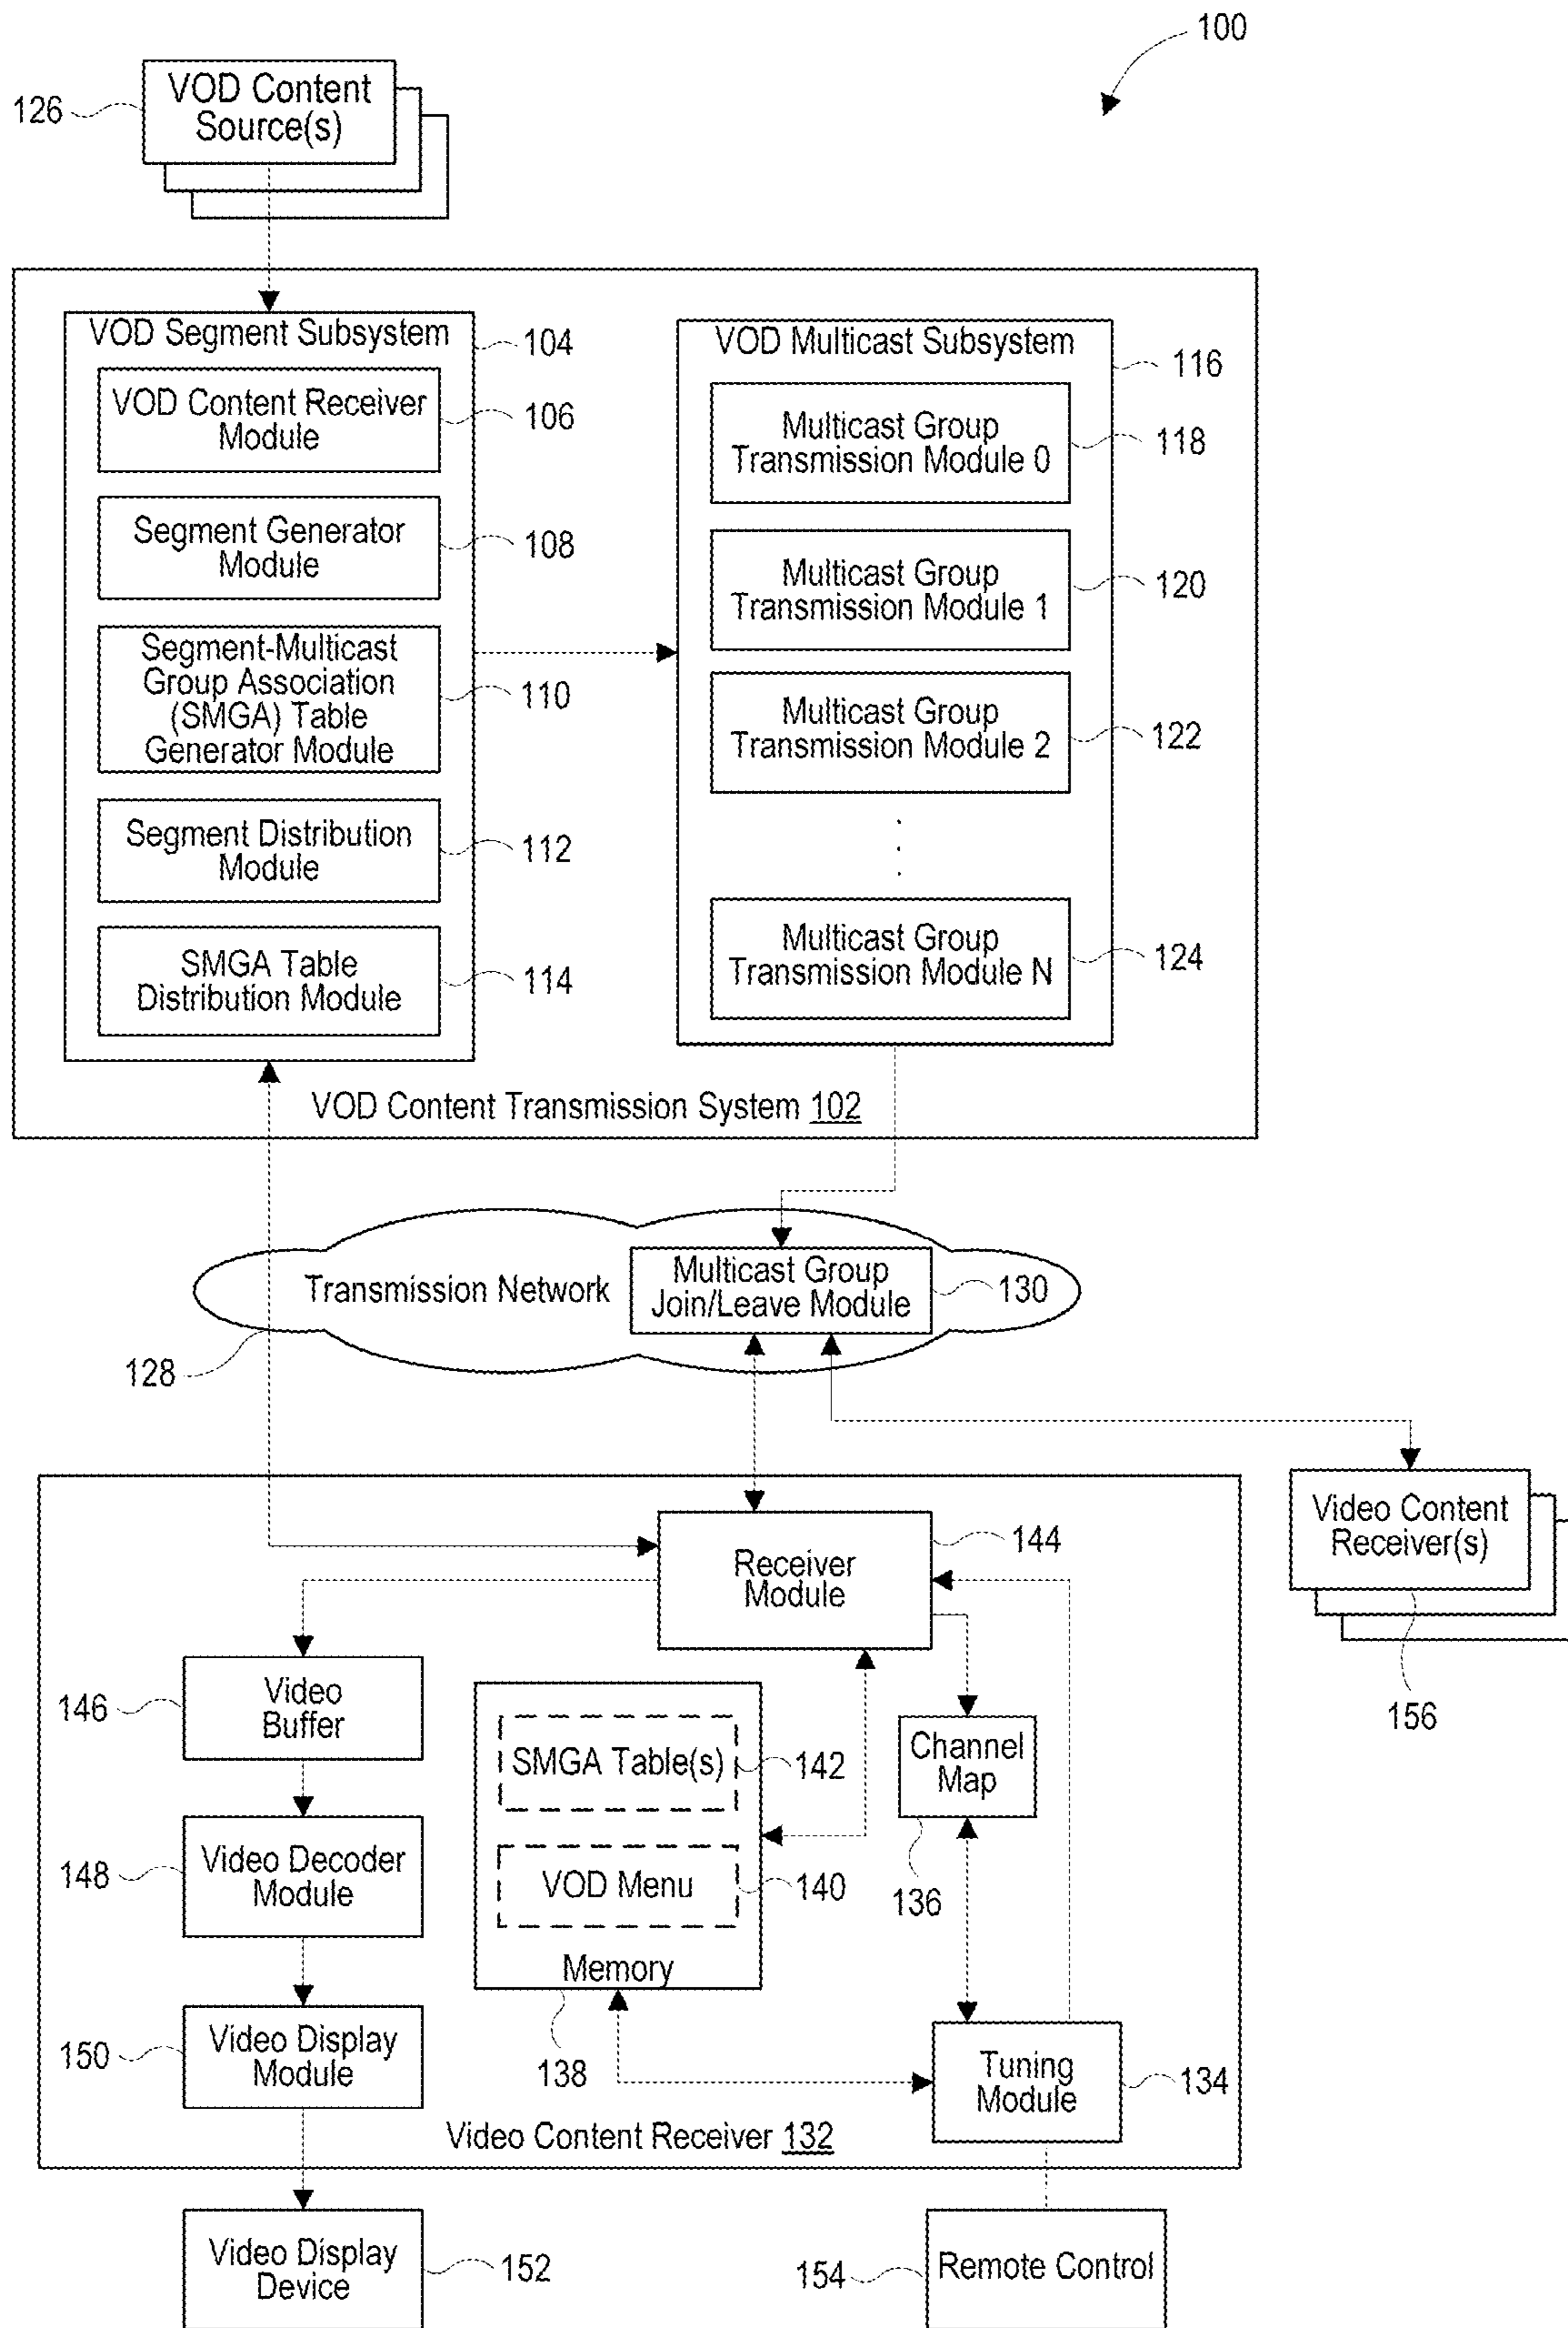 100
VOD Content
Source(s)
126
VOD Segment Subsystem
104
VOD Content Receiver
Module
106
Segment Generator
Module
108
Segment-Multicast
Group Association
(SMGA) Table
Generator Module
110
Segment Distribution
Module
112
SMGA Table
Distribution Module
114
VOD Multicast Subsystem
116
Multicast Group
Transmission Module 0
118
Multicast Group
Transmission Module 1
120
Multicast Group
Transmission Module 2
122
.
.
.
Multicast Group
Transmission Module N
124
VOD Content Transmission System 102
Transmission Network
Multicast Group
Join/Leave Module
130
128
Receiver
Module
144
Video Content
Receiver(s)
156
Video
Buffer
146
SMGA Table(s)
142
VOD Menu
140
Memory
138
Channel
Map
136
Video Decoder
Module
148
Video Display
Module
150
Tuning
Module
134
Video Content Receiver 132
Video Display
Device
152
154
Remote Control